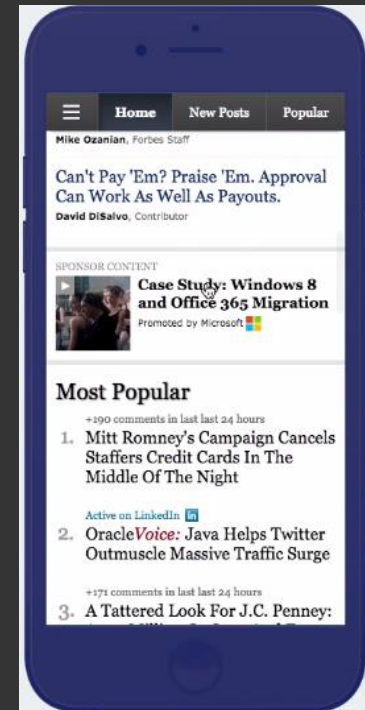 Home New Posts Popular
Mike Ozanian, Forbes Staff
Can't Pay 'Em? Praise 'Em. Approval
Can Work As Well As Payouts.
David DiSalvo, Contributor
SPONSOR CONTENT
Case Study: Windows 8
and Office 365 Migration
Promoted by Microsoft
Most Popular
+190 comments in last last 24 hours
1. Mitt Romney's Campaign Cancels
Staffers Credit Cards In The
Middle Of The Night
Active on LinkedIn in
2. OracleVoice: Java Helps Twitter
Outmuscle Massive Traffic Surge
+171 comments in last last 24 hours
3. A Tattered Look For J.C. Penney: